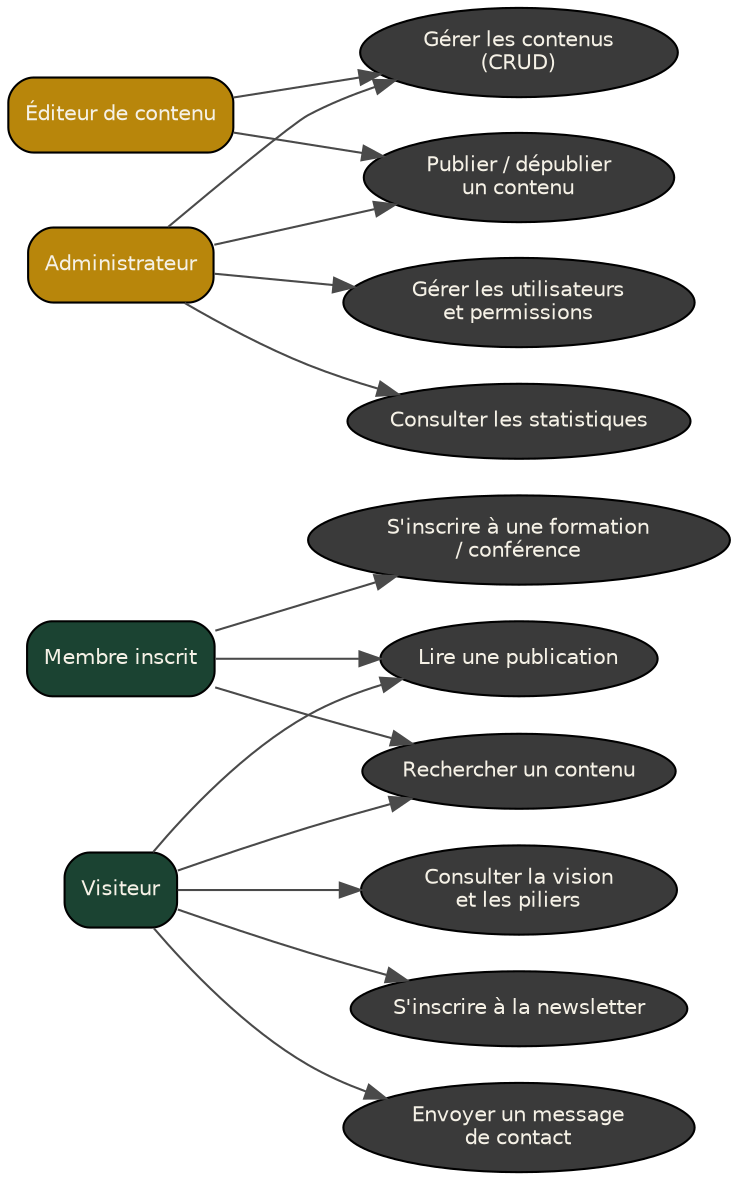 Gérer les contenus
(CRUD)
Éditeur de contenu
Publier / dépublier
un contenu
Administrateur
Gérer les utilisateurs
et permissions
Consulter les statistiques
S'inscrire à une formation
/ conférence
Membre inscrit
Lire une publication
Rechercher un contenu
Visiteur
Consulter la vision
et les piliers
S'inscrire à la newsletter
Envoyer un message
de contact